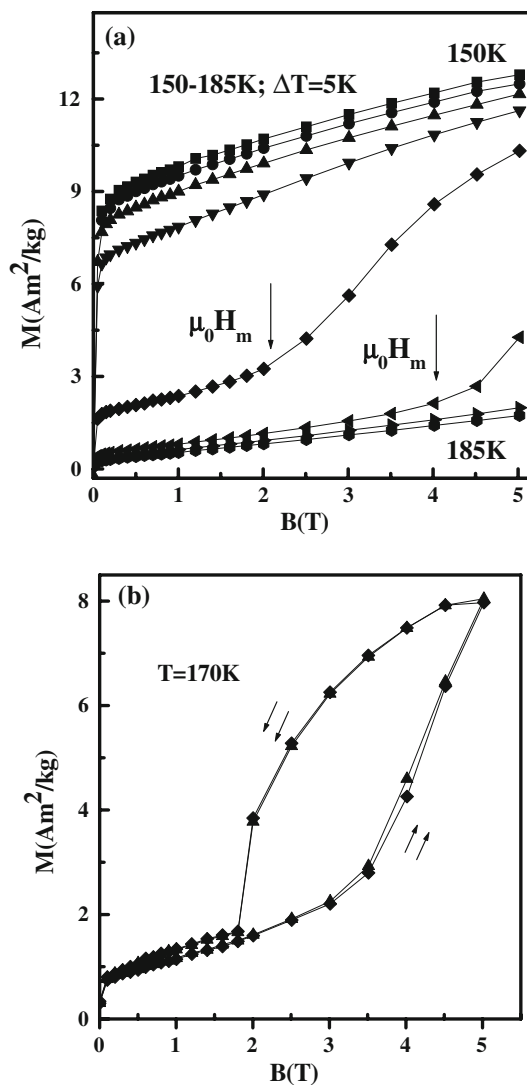 (a)
150K
150-185K; ΔT=5K
12
9
6
3
0
M(Am²/kg)
μ₀Hₘ
μ₀Hₘ
185K
0 1 2 3 4 5
B(T)
(b)
8
6
4
2
0
M(Am²/kg)
T=170K
0 1 2 3 4 5
B(T)